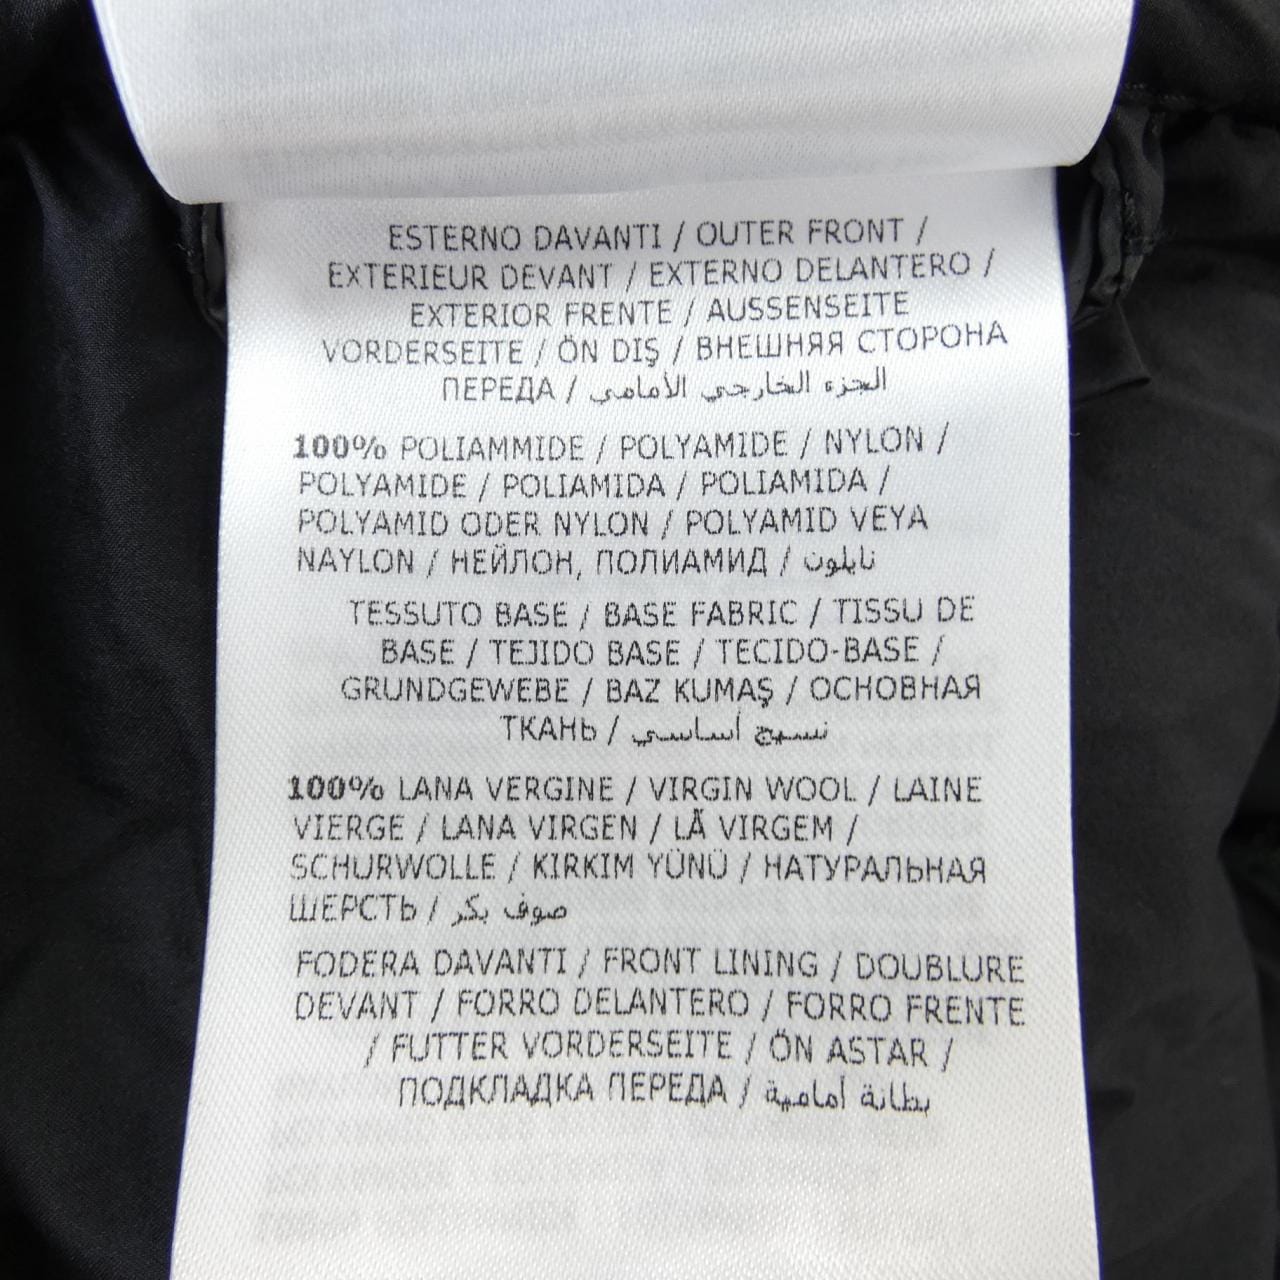 ESTERNO DAVANTI / OUTER FRONT /
EXTERIEUR DEVANT / EXTERNO DELANTERO /
EXTERIOR FRENTE / AUSSENSEITE
VORDERSEITE / ÖN DIŞ / ВНЕШНЯЯ СТОРОНА
ПЕРЕДА / الجزء الخارجي الأمامي
100% POLIAMMIDE / POLYAMIDE / NYLON /
POLYAMIDE / POLIAMIDA / POLIAMIDA /
POLYAMID ODER NYLON / POLYAMID VEYA
NAYLON / НЕЙЛОН, ПОЛИАМИД / نايلون
TESSUTO BASE / BASE FABRIC / TISSU DE
BASE / TEJIDO BASE / TECIDO-BASE /
GRUNDGEWEBE / BAZ KUMAŞ / ОСНОВНАЯ
ТКАНЬ / نسيج أساسي
100% LANA VERGINE / VIRGIN WOOL / LAINE
VIERGE / LANA VIRGEN / LÃ VIRGEM /
SCHURWOLLE / KIRKIM YÜNÜ / НАТУРАЛЬНАЯ
ШЕРСТЬ / صوف بكر
FODERA DAVANTI / FRONT LINING / DOUBLURE
DEVANT / FORRO DELANTERO / FORRO FRENTE
/ FUTTER VORDERSEITE / ÖN ASTAR /
ПОДКЛАДКА ПЕРЕДА / بطانة أمامية